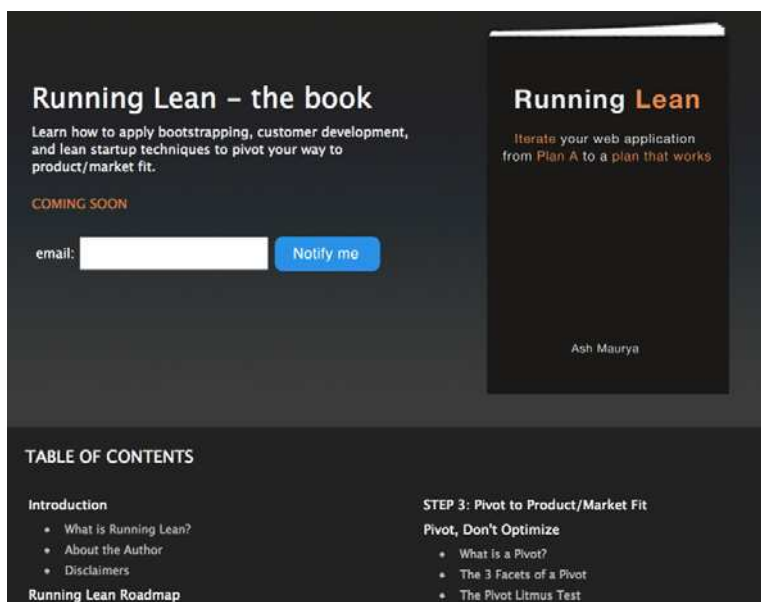 Running Lean – the book
Learn how to apply bootstrapping, customer development,
and lean startup techniques to pivot your way to
product/market fit.
COMING SOON
email:
Notify me
Running Lean
Iterate your web application
from Plan A to a plan that works
Ash Maurya
TABLE OF CONTENTS
Introduction
• What is Running Lean?
• About the Author
• Disclaimers
Running Lean Roadmap
STEP 3: Pivot to Product/Market Fit
Pivot, Don't Optimize
• What is a Pivot?
• The 3 Facets of a Pivot
• The Pivot Litmus Test